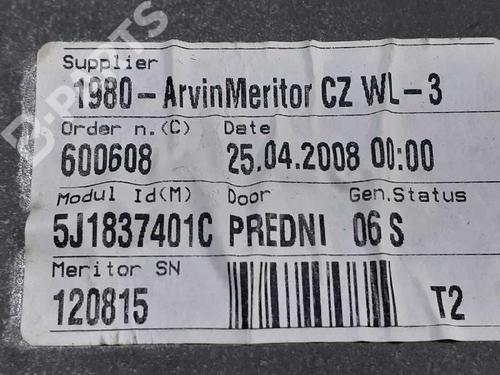 B-PARTS
Supplier
1980-ArvinMeritor CZ WL-3
Order n.(C) Date
600608 25.04.2008 00:00
Modul Id(M) Door Gen.Status
5J1837401C PREDNI 06 S
Meritor SN
120815 T2